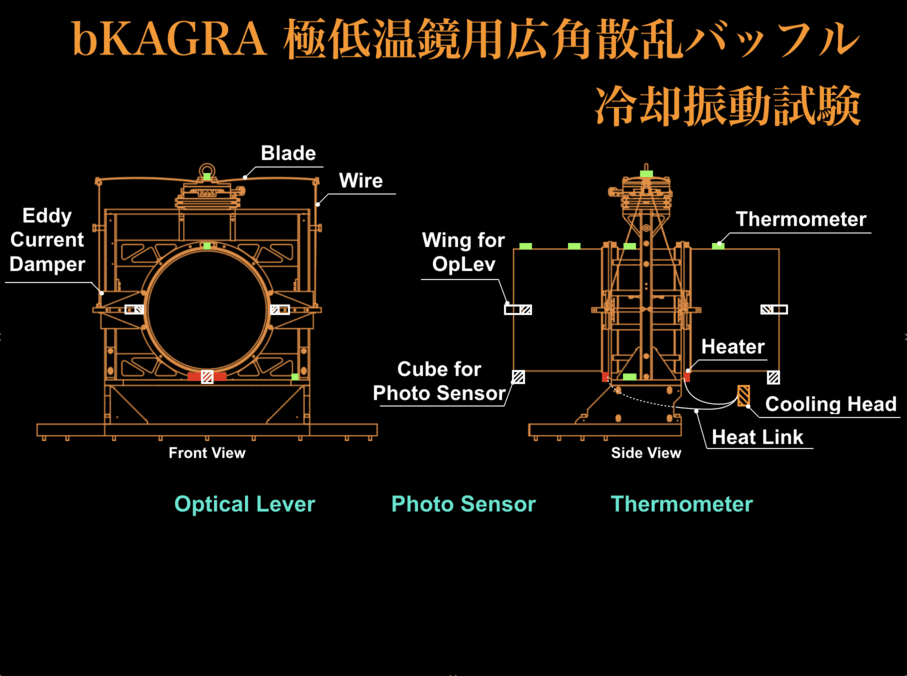 bKAGRA 極低温鏡用広角散乱バッフル
冷却振動試験
Blade
Wire
Eddy
Current
Damper
Wing for
OpLev
Thermometer
Heater
Cube for
Photo Sensor
Cooling Head
Heat Link
Front View
Side View
Optical Lever
Photo Sensor
Thermometer